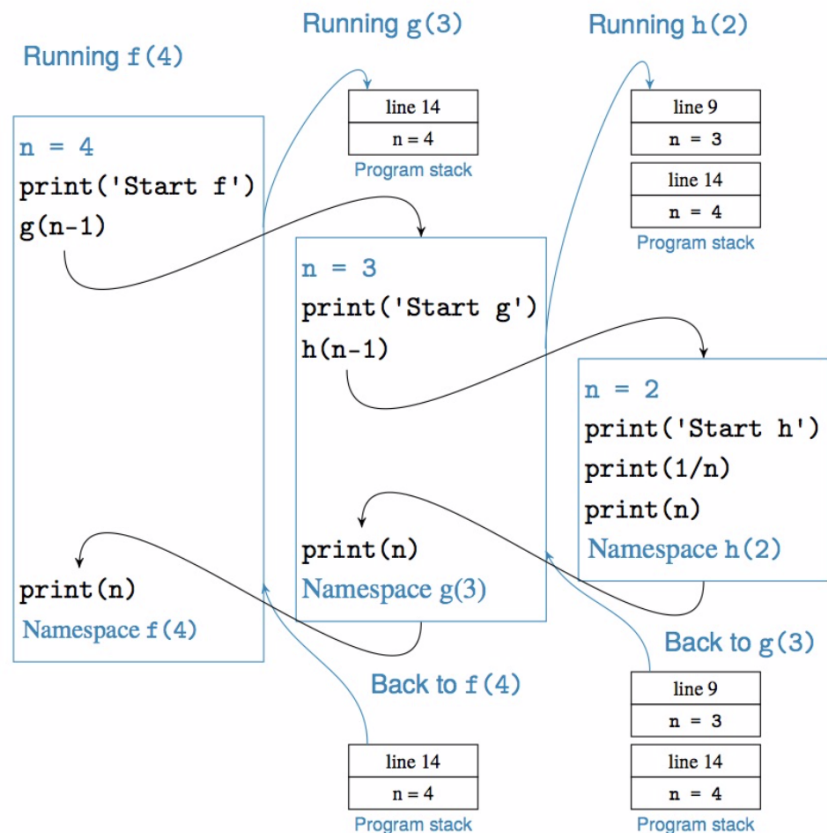 Running f(4)
Running g(3)
Running h(2)
line 14
n = 4
Program stack
line 9
n = 3
line 14
n = 4
Program stack
n = 4
print('Start f')
g(n-1)
n = 3
print('Start g')
h(n-1)
n = 2
print('Start h')
print(1/n)
print(n)
Namespace h(2)
print(n)
Namespace g(3)
print(n)
Namespace f(4)
Back to g(3)
Back to f(4)
line 9
n = 3
line 14
n = 4
Program stack
line 14
n = 4
Program stack